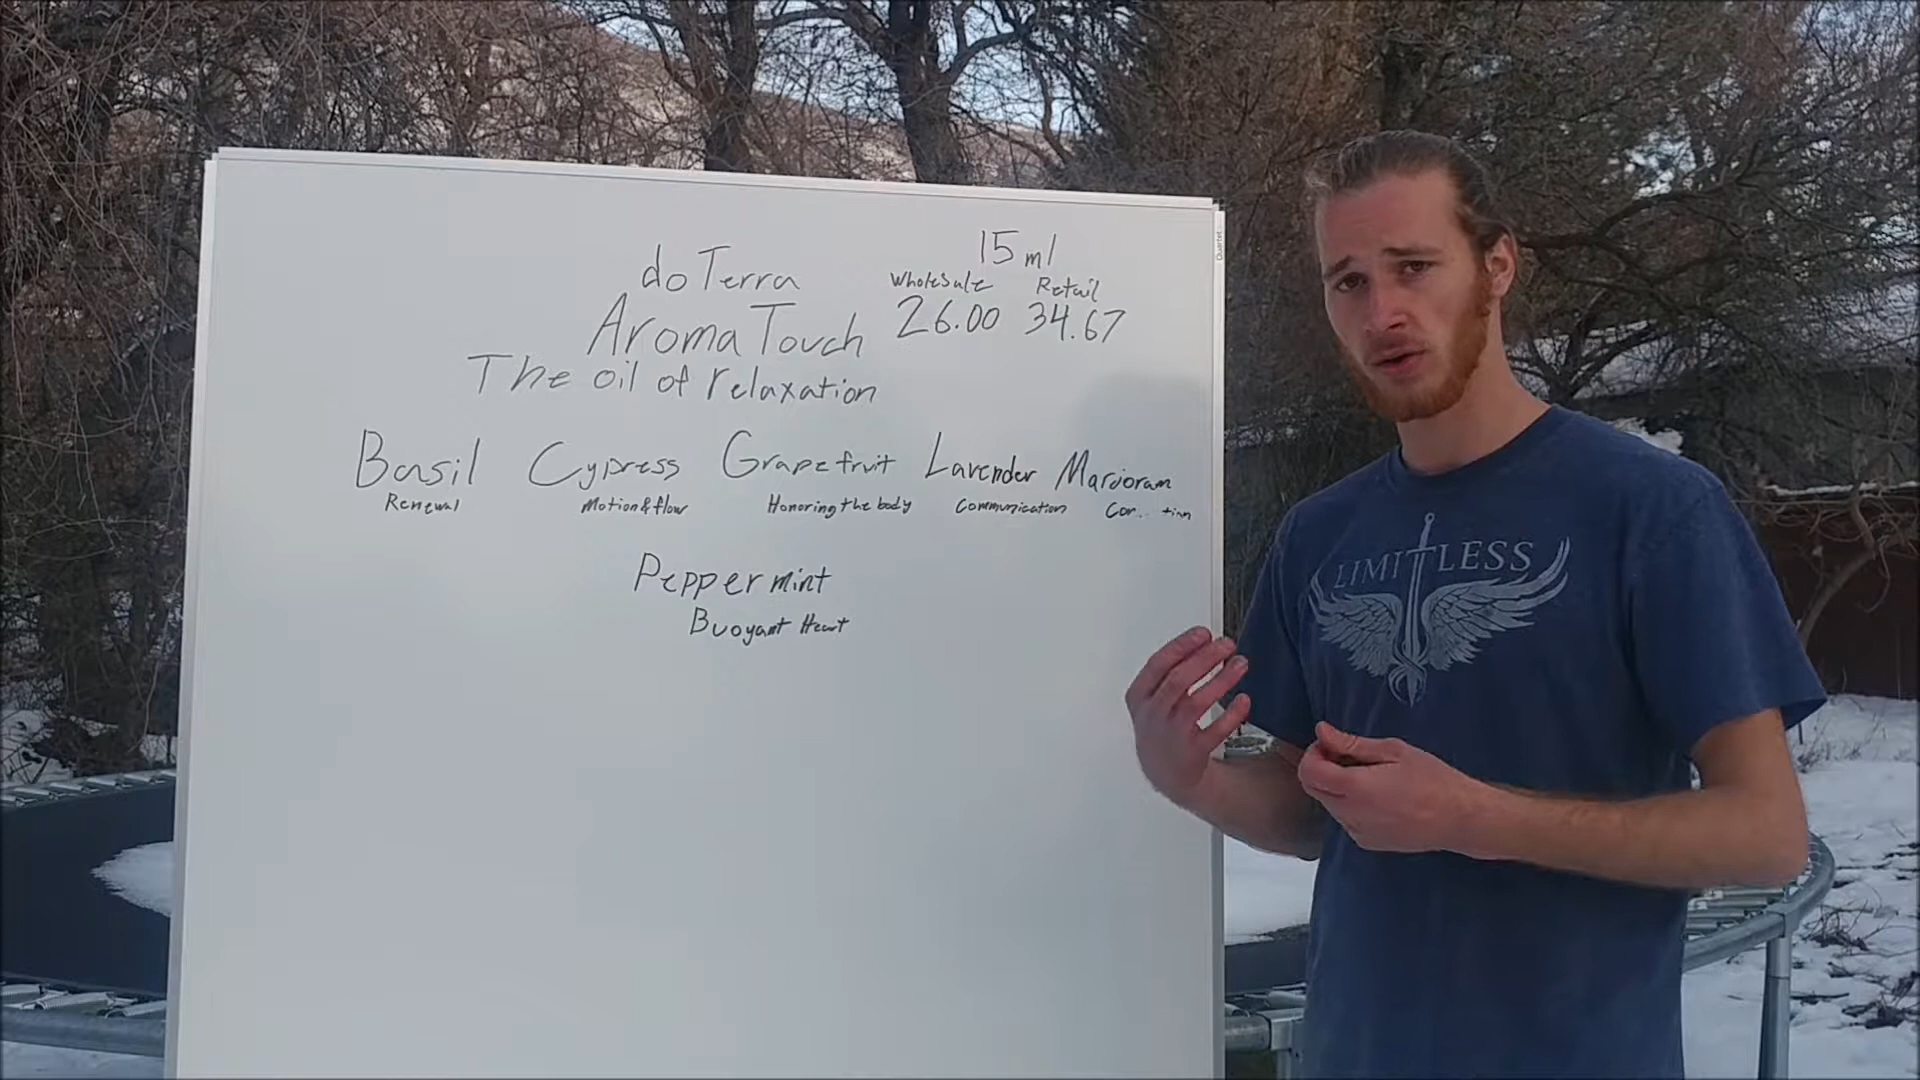 15 ml
doTerra
Wholesale Retail
AromaTouch 26.00 34.67
The oil of relaxation
Basil Cypress Grapefruit Lavender Marjoram
Renewal Motion & flow Honoring the body Communication
Peppermint
Buoyant Heart
LIMITLESS
Quartet